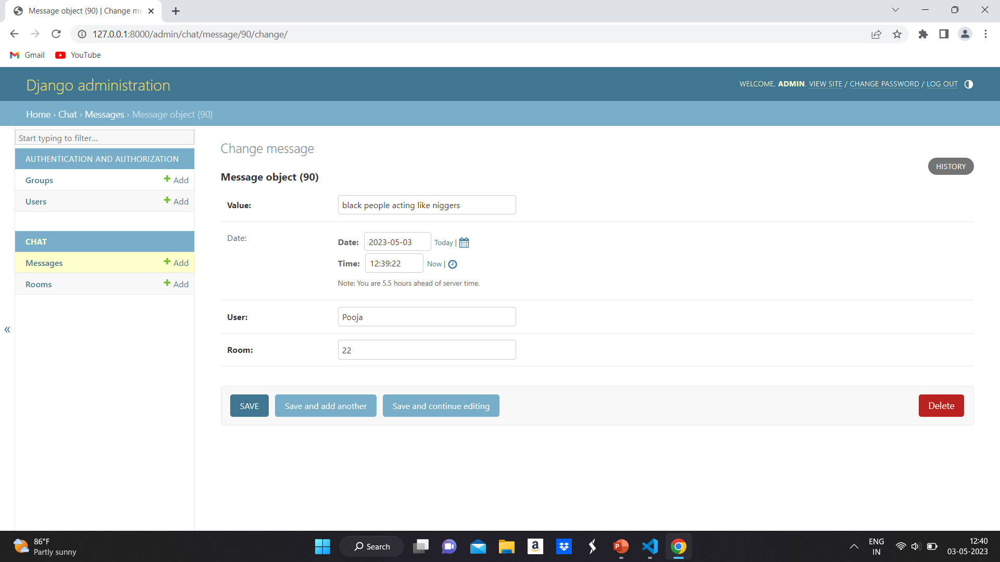 Message object (90) | Change me
127.0.0.1:8000/admin/chat/message/90/change/
Gmail YouTube
Django administration
WELCOME, ADMIN. VIEW SITE / CHANGE PASSWORD / LOG OUT
Home › Chat › Messages › Message object (90)
Start typing to filter...
AUTHENTICATION AND AUTHORIZATION
Groups + Add
Users + Add
CHAT
Messages + Add
Rooms + Add
«
Change message
HISTORY
Message object (90)
Value: black people acting like niggers
Date:
Date: 2023-05-03 Today |
Time: 12:39:22 Now |
Note: You are 5.5 hours ahead of server time.
User: Pooja
Room: 22
SAVE Save and add another Save and continue editing Delete
86°F
Partly sunny
Search
ENG
IN
12:40
03-05-2023